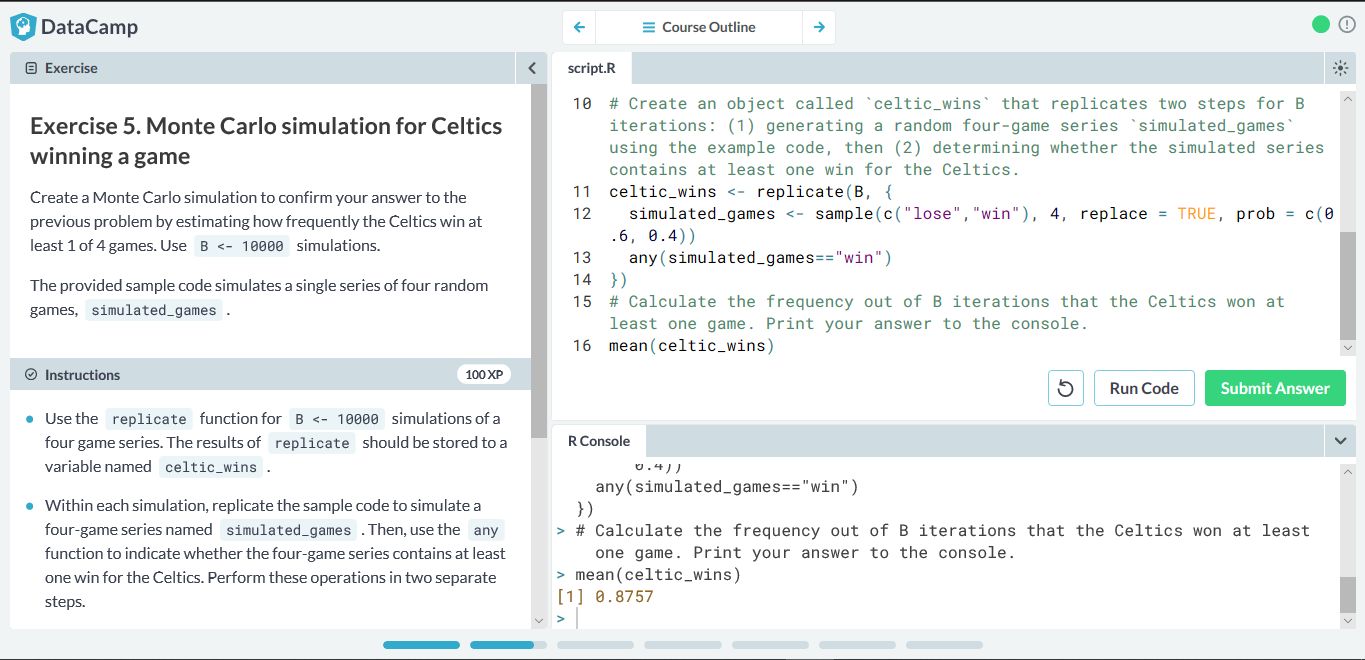 DataCamp
Course Outline
Exercise
Exercise 5. Monte Carlo simulation for Celtics
winning a game
Create a Monte Carlo simulation to confirm your answer to the
previous problem by estimating how frequently the Celtics win at
least 1 of 4 games. Use B <- 10000 simulations.
The provided sample code simulates a single series of four random
games, simulated_games .
Instructions
100 XP
Use the replicate function for B <- 10000 simulations of a
four game series. The results of replicate should be stored to a
variable named celtic_wins .
Within each simulation, replicate the sample code to simulate a
four-game series named simulated_games . Then, use the any
function to indicate whether the four-game series contains at least
one win for the Celtics. Perform these operations in two separate
steps.
script.R
10 # Create an object called `celtic_wins` that replicates two steps for B
iterations: (1) generating a random four-game series `simulated_games`
using the example code, then (2) determining whether the simulated series
contains at least one win for the Celtics.
11 celtic_wins <- replicate(B, {
12 simulated_games <- sample(c("lose","win"), 4, replace = TRUE, prob = c(0
.6, 0.4))
13 any(simulated_games=="win")
14 })
15 # Calculate the frequency out of B iterations that the Celtics won at
least one game. Print your answer to the console.
16 mean(celtic_wins)
Run Code
Submit Answer
R Console
0.4))
any(simulated_games=="win")
})
> # Calculate the frequency out of B iterations that the Celtics won at least
one game. Print your answer to the console.
> mean(celtic_wins)
[1] 0.8757
>